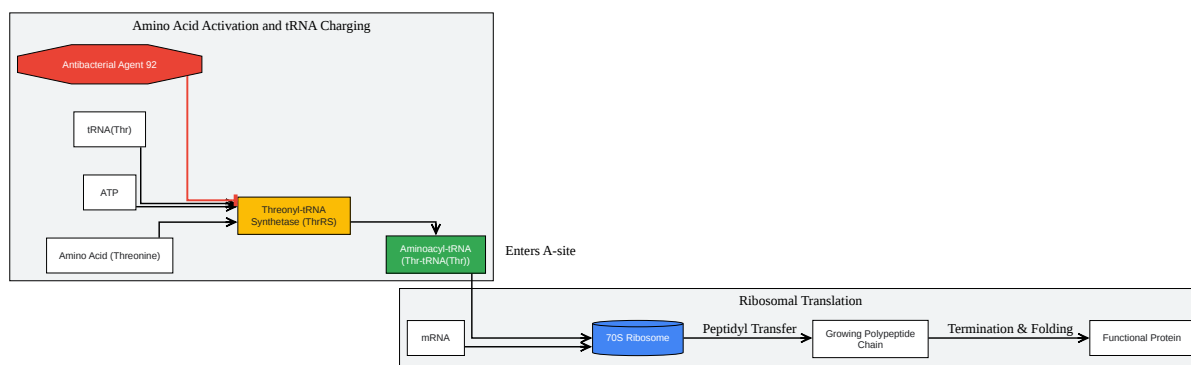 Amino Acid Activation and tRNA Charging
Antibacterial Agent 92
tRNA(Thr)
ATP
Threonyl-tRNA
Synthetase (ThrRS)
Amino Acid (Threonine)
Aminoacyl-tRNA
(Thr-tRNA(Thr))
Enters A-site
Ribosomal Translation
mRNA
70S Ribosome
Peptidyl Transfer
Growing Polypeptide
Chain
Termination & Folding
Functional Protein